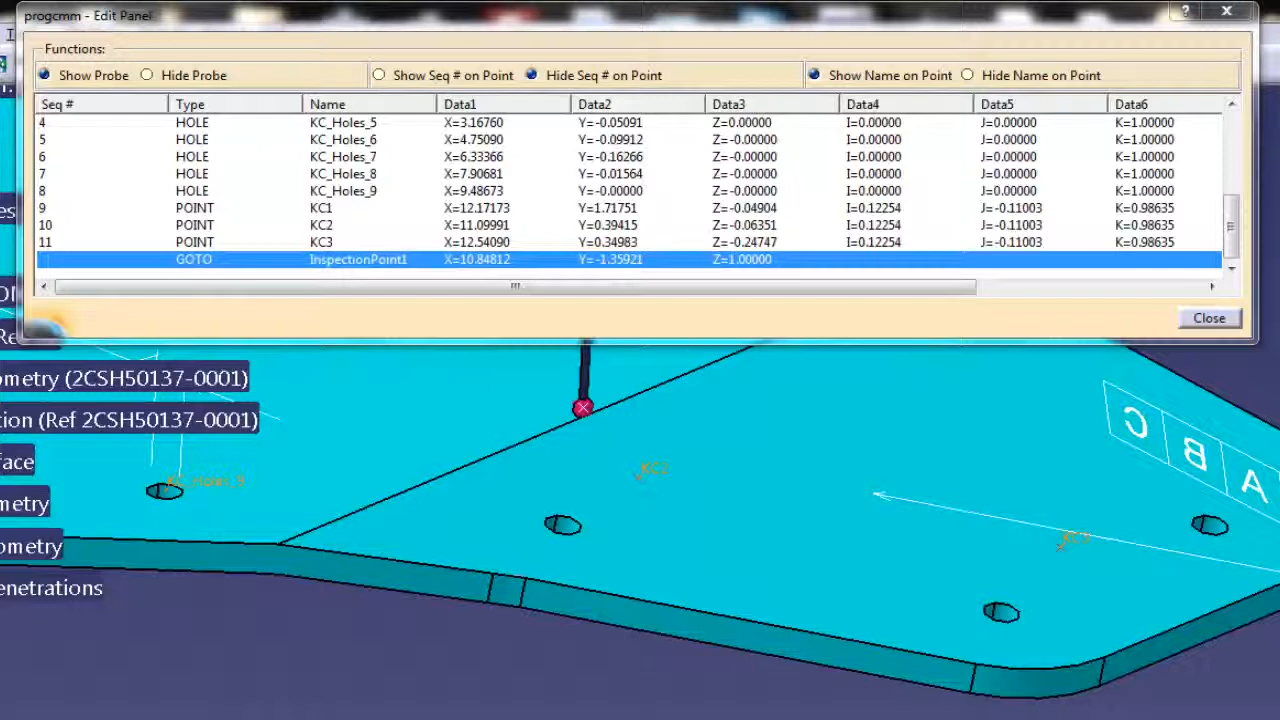 progcmm - Edit Panel
Functions:
Show Probe Hide Probe Show Seq # on Point Hide Seq # on Point Show Name on Point Hide Name on Point
Seq # Type Name Data1 Data2 Data3 Data4 Data5 Data6
4 HOLE KC_Holes_5 X=3.16760 Y=-0.05091 Z=0.00000 I=0.00000 J=0.00000 K=1.00000
5 HOLE KC_Holes_6 X=4.75090 Y=-0.09912 Z=-0.00000 I=0.00000 J=0.00000 K=1.00000
6 HOLE KC_Holes_7 X=6.33366 Y=-0.16266 Z=-0.00000 I=0.00000 J=0.00000 K=1.00000
7 HOLE KC_Holes_8 X=7.90681 Y=-0.01564 Z=-0.00000 I=0.00000 J=0.00000 K=1.00000
8 HOLE KC_Holes_9 X=9.48673 Y=-0.00000 Z=-0.00000 I=0.00000 J=0.00000 K=1.00000
9 POINT KC1 X=12.17173 Y=1.71751 Z=-0.04904 I=0.12254 J=-0.11003 K=0.98635
10 POINT KC2 X=11.09991 Y=0.39415 Z=-0.06351 I=0.12254 J=-0.11003 K=0.98635
11 POINT KC3 X=12.54090 Y=0.34983 Z=-0.24747 I=0.12254 J=-0.11003 K=0.98635
GOTO InspectionPoint1 X=10.84812 Y=-1.35921 Z=1.00000
Close
ometry (2CSH50137-0001)
tion (Ref 2CSH50137-0001)
face
metry
ometry
enetrations
KC_Holes_9
KC2
KC3
C
B
A